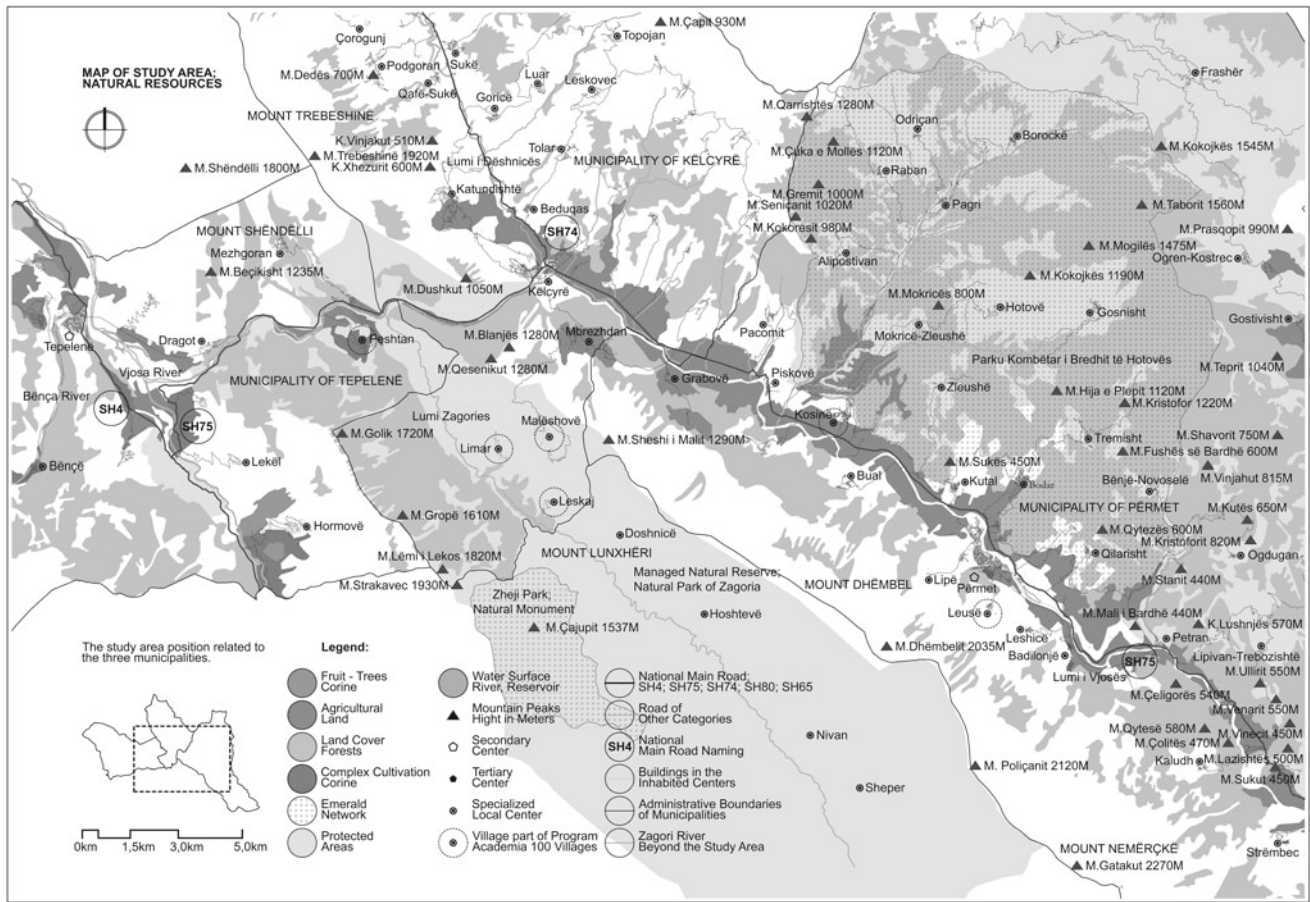 MAP OF STUDY AREA;
NATURAL RESOURCES
M.Çapit 930M
Çorogunj
Topojan
Sukë
Podgoran
M.Dedës 700M
Qafë-Sukë
Luar
Leskovec
Goricë
Frashër
MOUNT TREBESHINË
M.Qarrishtës 1280M
Odriçan
Borockë
K.Vinjakut 510M
M.Trebeshinë 1920M
K.Xhezurit 600M
M.Shëndëlli 1800M
Tolar
Lumi i Dëshnicës
MUNICIPALITY OF KËLCYRË
M.Çuka e Mollës 1120M
M.Kokojkës 1545M
Raban
Katundishtë
M.Gremit 1000M
M.Seniçanit 1020M
M.Kokoresit 980M
Beduqas
Pagri
M.Taborit 1560M
M.Prasqopit 990M
SH74
MOUNT SHËNDËLLI
Mezhgoran
M.Beçikisht 1235M
Alipostivan
M.Mogilës 1475M
Ogren-Kostrec
M.Dushkut 1050M
Këlcyrë
M.Kokojkës 1190M
M.Mokricës 800M
Hotovë
Gosnisht
Gostivisht
Tepelenë
Dragot
Peshtan
M.Blanjës 1280M
Mbrezhdan
Pacomit
Mokricë-Zleushë
M.Qesenikut 1280M
Parku Kombëtar i Bredhit të Hotovës
M.Teprit 1040M
Vjosa River
MUNICIPALITY OF TEPELENË
Grabovë
Piskovë
Zleushë
M.Hija e Plepit 1120M
M.Kristofor 1220M
Bënça River
SH4
SH75
Lumi Zagories
Malëshovë
Kosinë
M.Golik 1720M
Limar
M.Sheshi i Malit 1290M
Tremisht
M.Shavorit 750M
M.Fushës së Bardhë 600M
Bënçë
Lekël
M.Sukës 450M
M.Vinjahut 815M
Bual
Kutal
Bodar
Bënjë-Novoselë
Leskaj
M.Gropë 1610M
Hormovë
MUNICIPALITY OF PËRMET
M.Kutës 650M
M.Qytezës 600M
M.Kristoforit 820M
Doshnicë
MOUNT LUNXHËRI
M.Lëmi i Lekos 1820M
Qilarisht
Ogdugan
M.Strakavec 1930M
Managed Natural Reserve;
Natural Park of Zagoria
MOUNT DHËMBEL
Lipë
Përmet
M.Stanit 440M
Zheji Park;
Natural Monument
Hoshtevë
Leusë
M.Mali i Bardhë 440M
K.Lushnjës 570M
M.Çajupit 1537M
Leshicë
Petran
M.Dhëmbelit 2035M
Badilonjë
SH75
Lipivan-Trebozishtë
Lumi i Vjosës
M.Ullirit 550M
M.Çeligorës 540M
M.Venarit 550M
M.Qytesë 580M
M.Vinecit 450M
Nivan
M.Çolitës 470M
M. Poliçanit 2120M
Kaludh
M.Lazishtës 500M
M.Sukut 450M
Sheper
MOUNT NEMËRÇKË
M.Gatakut 2270M
Strëmbec
The study area position related to
the three municipalities.
0km
1,5km
3,0km
5,0km
Legend:
Fruit - Trees
Corine
Agricultural
Land
Land Cover
Forests
Complex Cultivation
Corine
Emerald
Network
Protected
Areas
Water Surface
River, Reservoir
Mountain Peaks
Hight in Meters
Secondary
Center
Tertiary
Center
Specialized
Local Center
Village part of Program
Academia 100 Villages
National Main Road;
SH4; SH75; SH74; SH80; SH65
Road of
Other Categories
SH4
National
Main Road Naming
Buildings in the
Inhabited Centers
Administrative Boundaries
of Municipalities
Zagori River
Beyond the Study Area